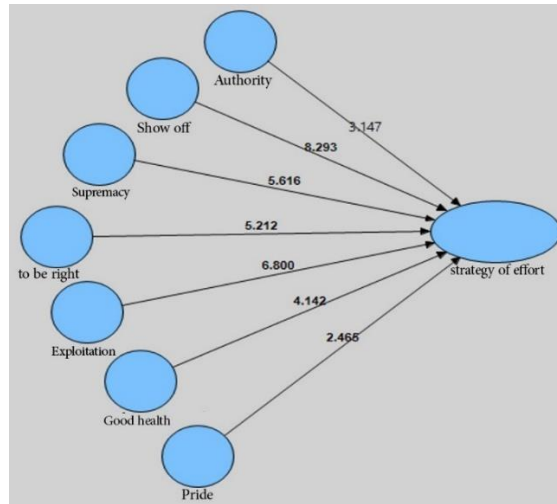 Authority
3.147
Show off
8.293
Supremacy
5.616
to be right
5.212
strategy of effort
Exploitation
6.800
Good health
4.142
Pride
2.465